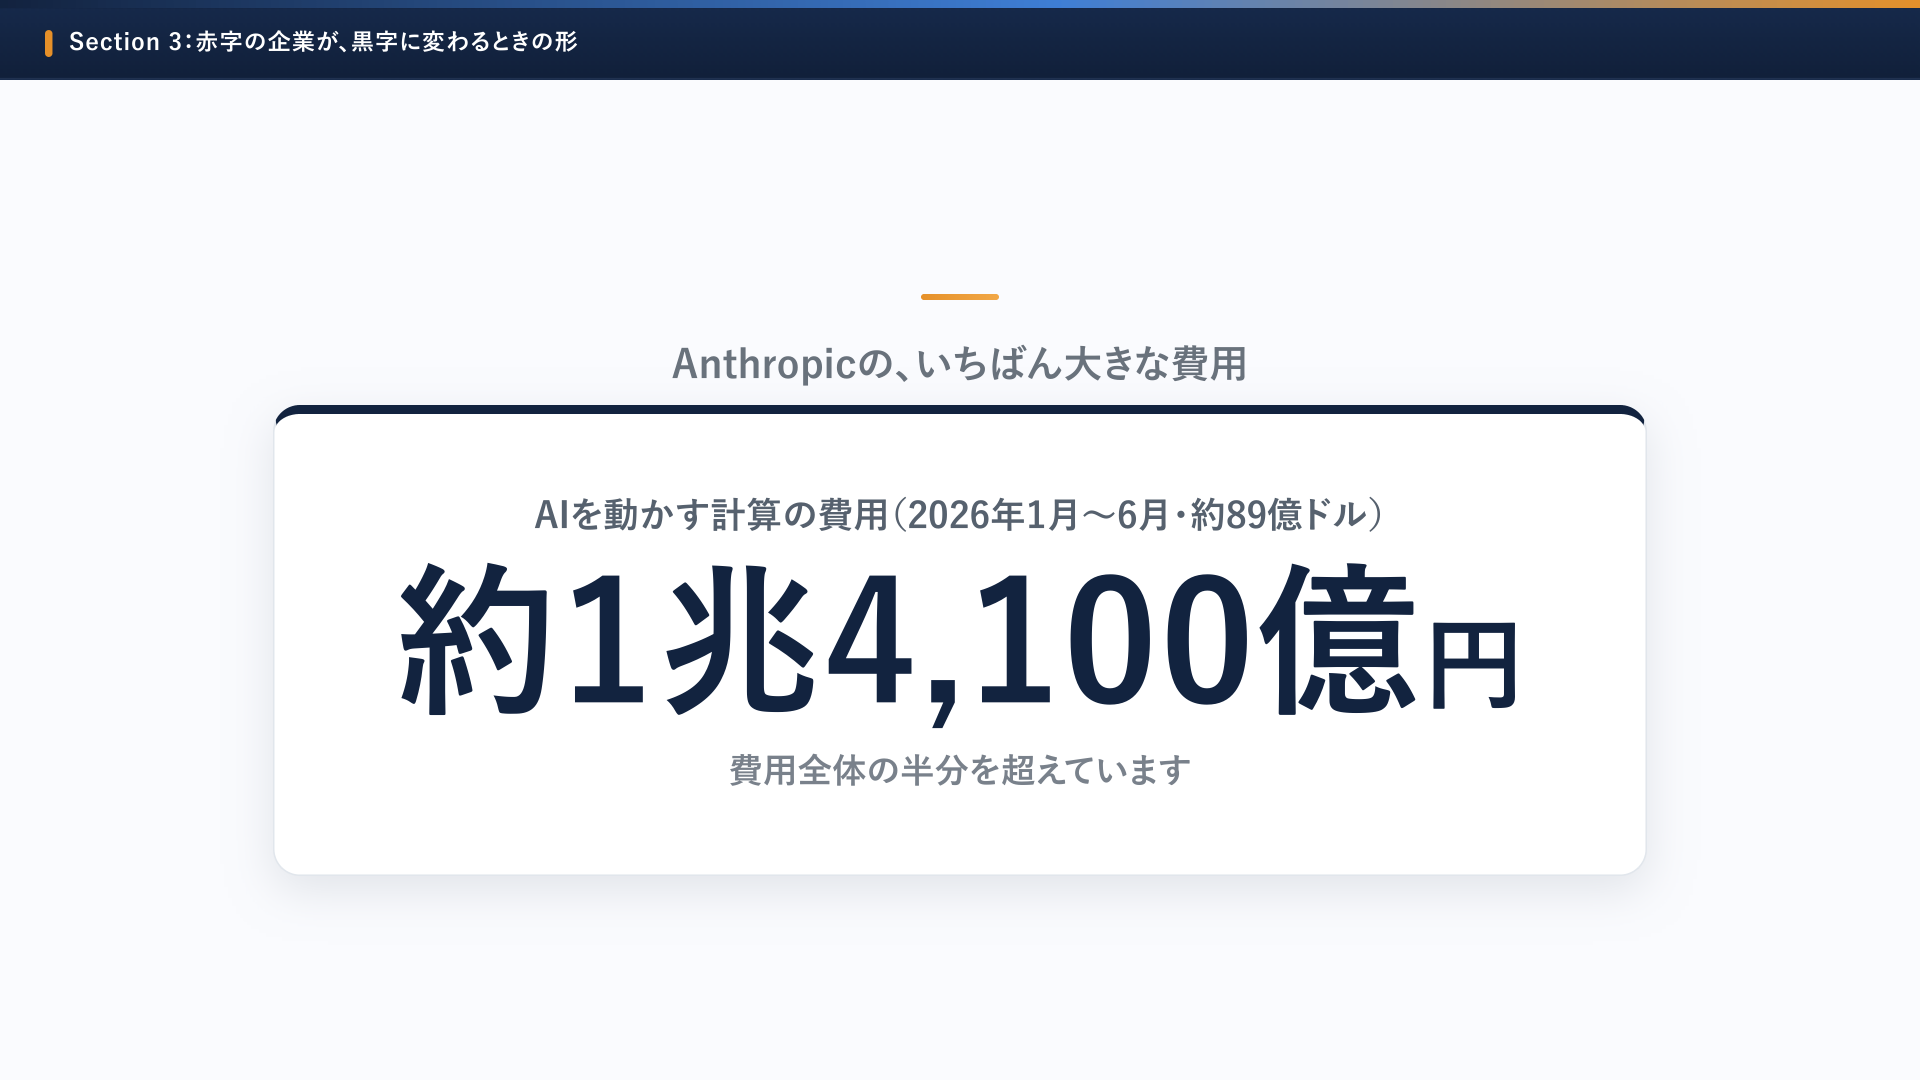 Section 3：赤字の企業が、黒字に変わるときの形
Anthropicの、いちばん大きな費用
AIを動かす計算の費用（2026年1月〜6月・約89億ドル）
約1兆4,100億円
費用全体の半分を超えています